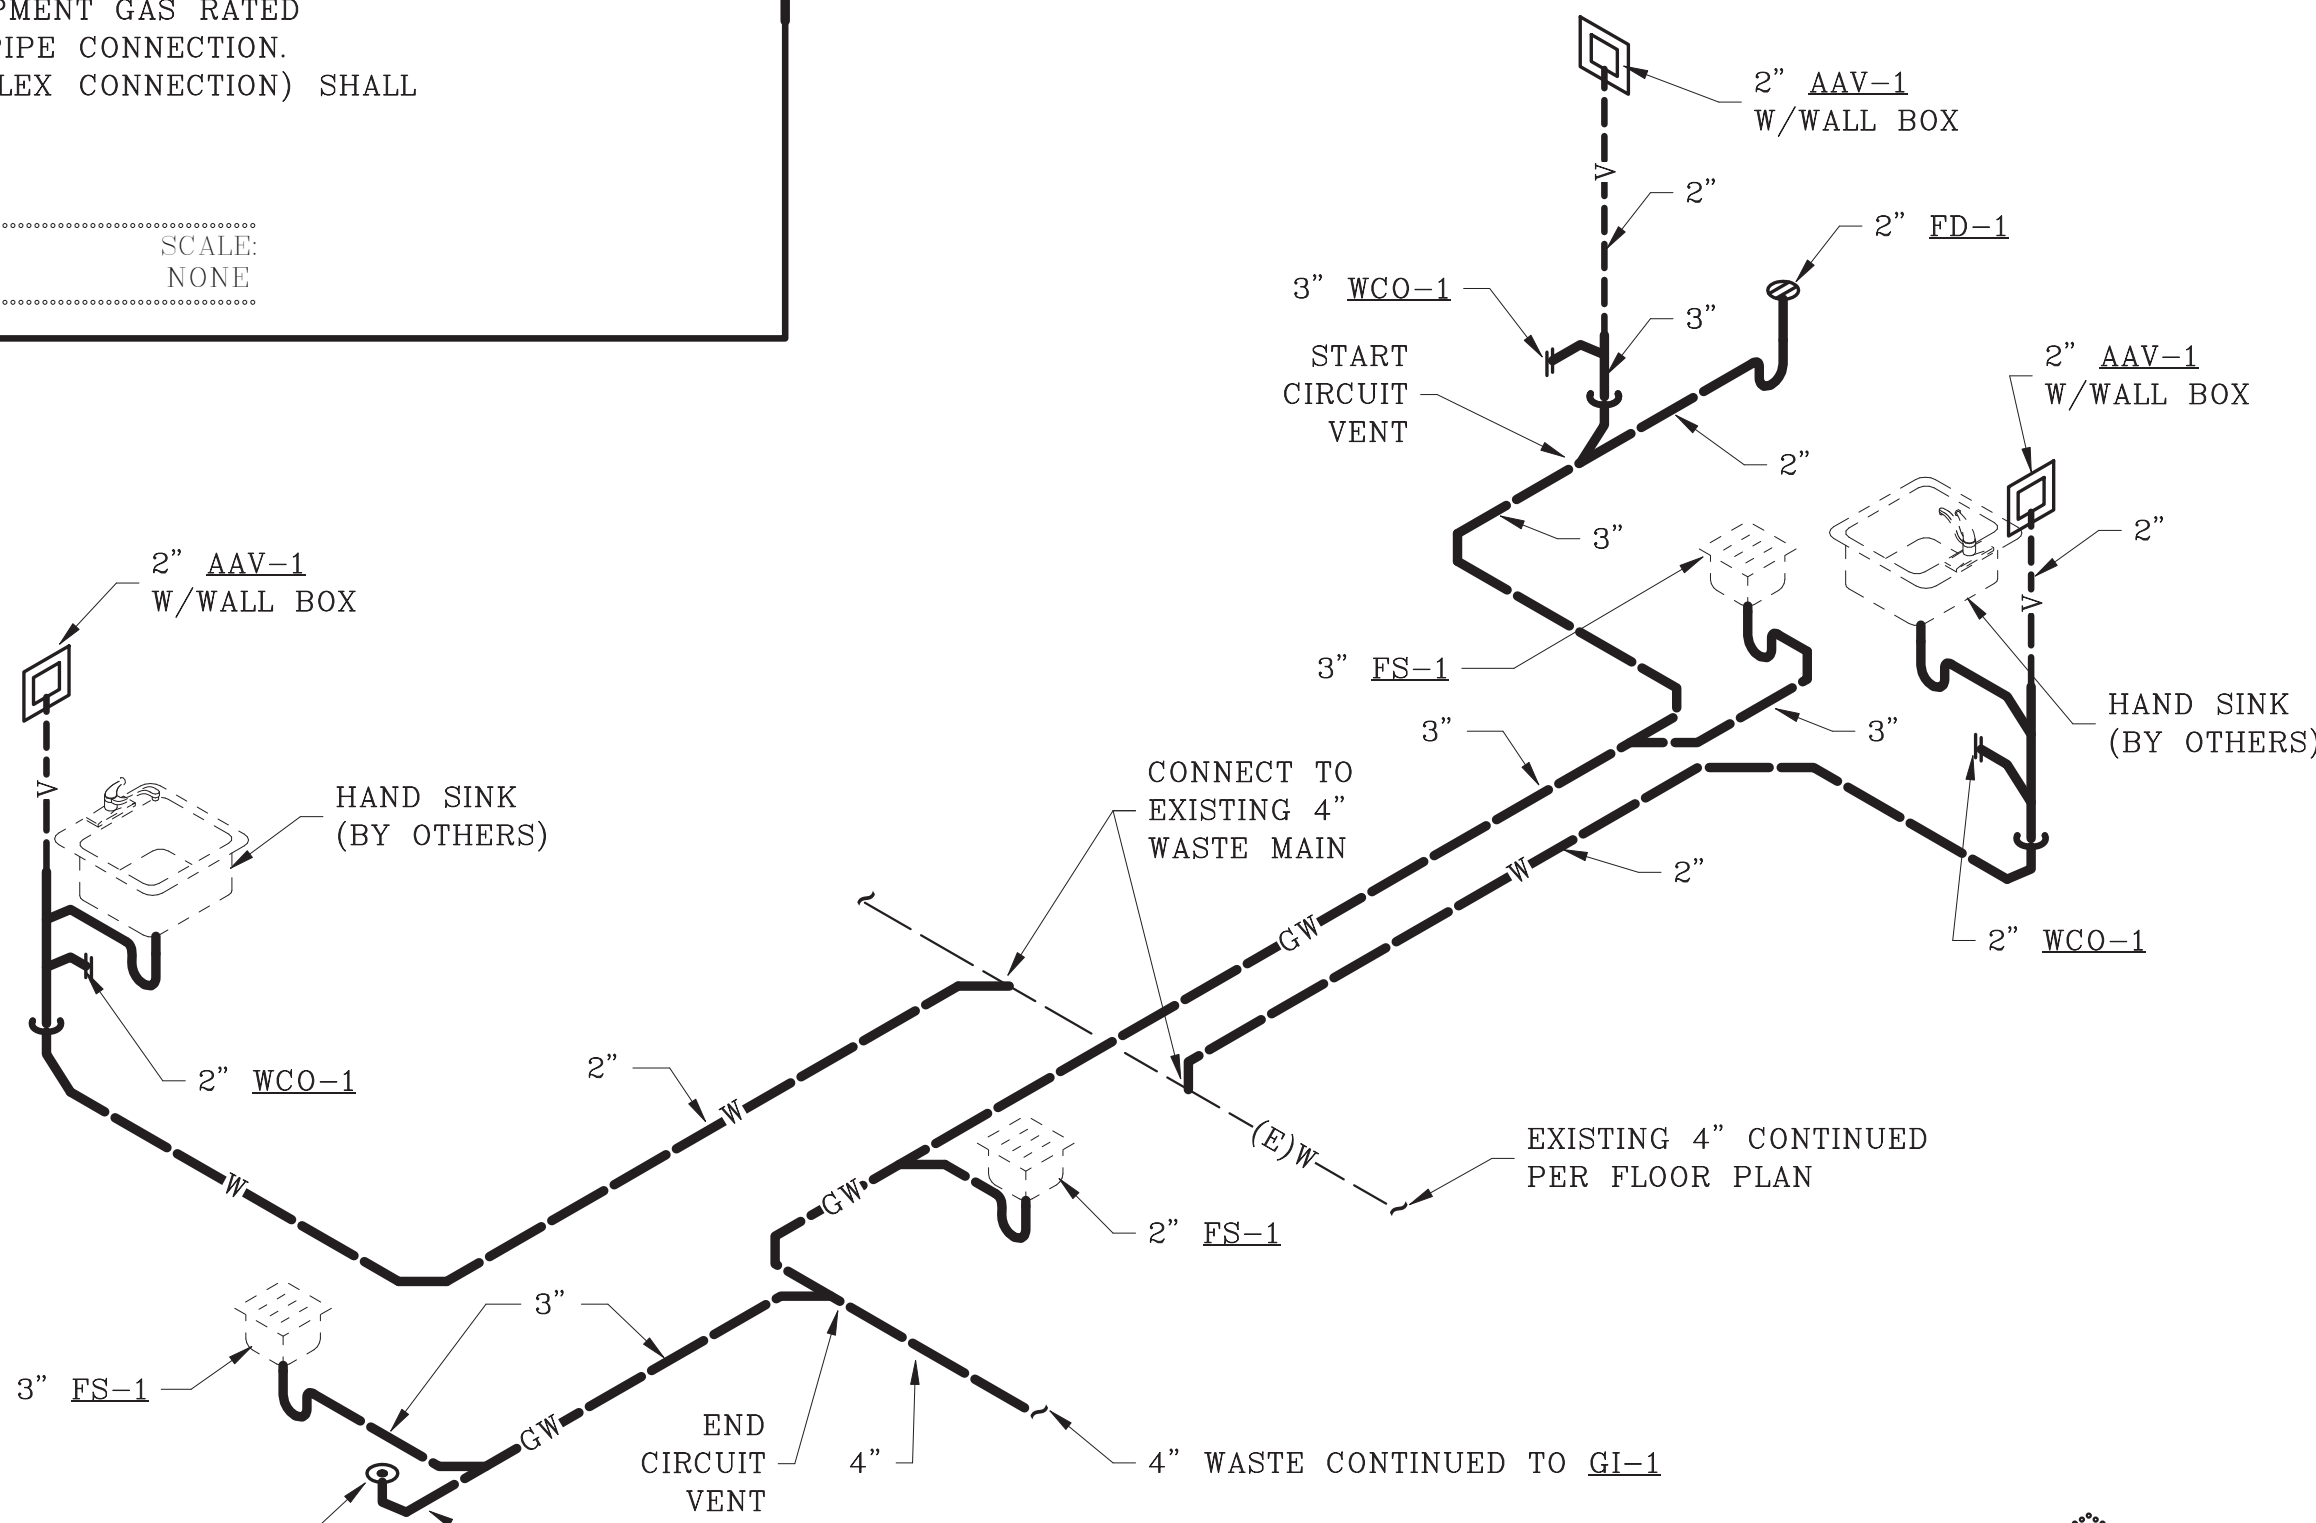 GAS RATED
CONNECTION.
CONNECTION) SHALL
SCALE:
NONE
2" AAV-1
W/WALL BOX
V
2"
2" FD-1
3" WCO-1
3"
START
CIRCUIT
VENT
2"
2" AAV-1
W/WALL BOX
3"
2"
V
3" FS-1
3"
3"
HAND SINK
(BY OTHERS)
2" AAV-1
W/WALL BOX
V
HAND SINK
(BY OTHERS)
CONNECT TO
EXISTING 4"
WASTE MAIN
W
2"
GW
2" WCO-1
2" WCO-1
2"
W
W
(E)W
EXISTING 4" CONTINUED
PER FLOOR PLAN
GW
2" FS-1
3"
3" FS-1
GW
END
CIRCUIT
VENT
4"
4" WASTE CONTINUED TO GI-1